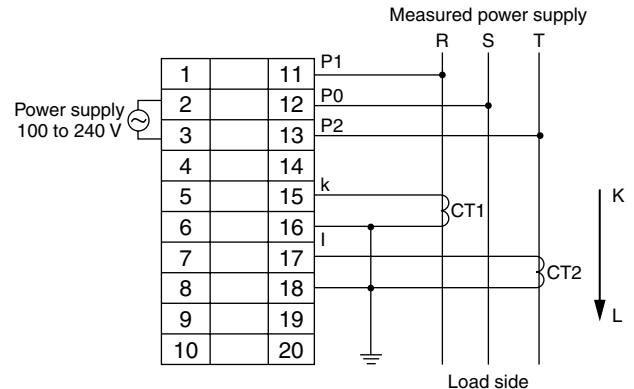 Measured power supply
R S T
1 11 P1
Power supply
100 to 240 V
2 12 P0
3 13 P2
4 14
5 15 k
CT1
6 16
l
7 17
CT2
8 18
9 19
10 20
K
L
Load side